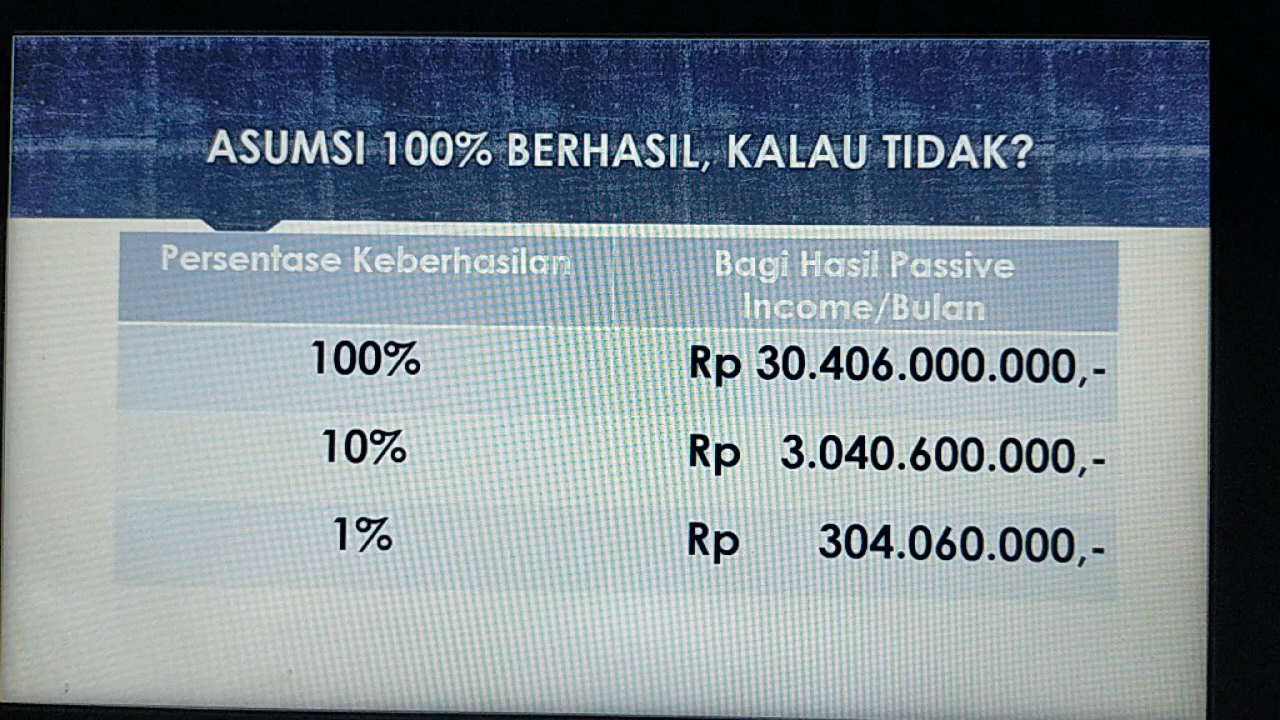 ASUMSI 100% BERHASIL, KALAU TIDAK?
Persentase Keberhasilan
Bagi Hasil Passive
Income/Bulan
100%
Rp 30.406.000.000,-
10%
Rp 3.040.600.000,-
1%
Rp 304.060.000,-